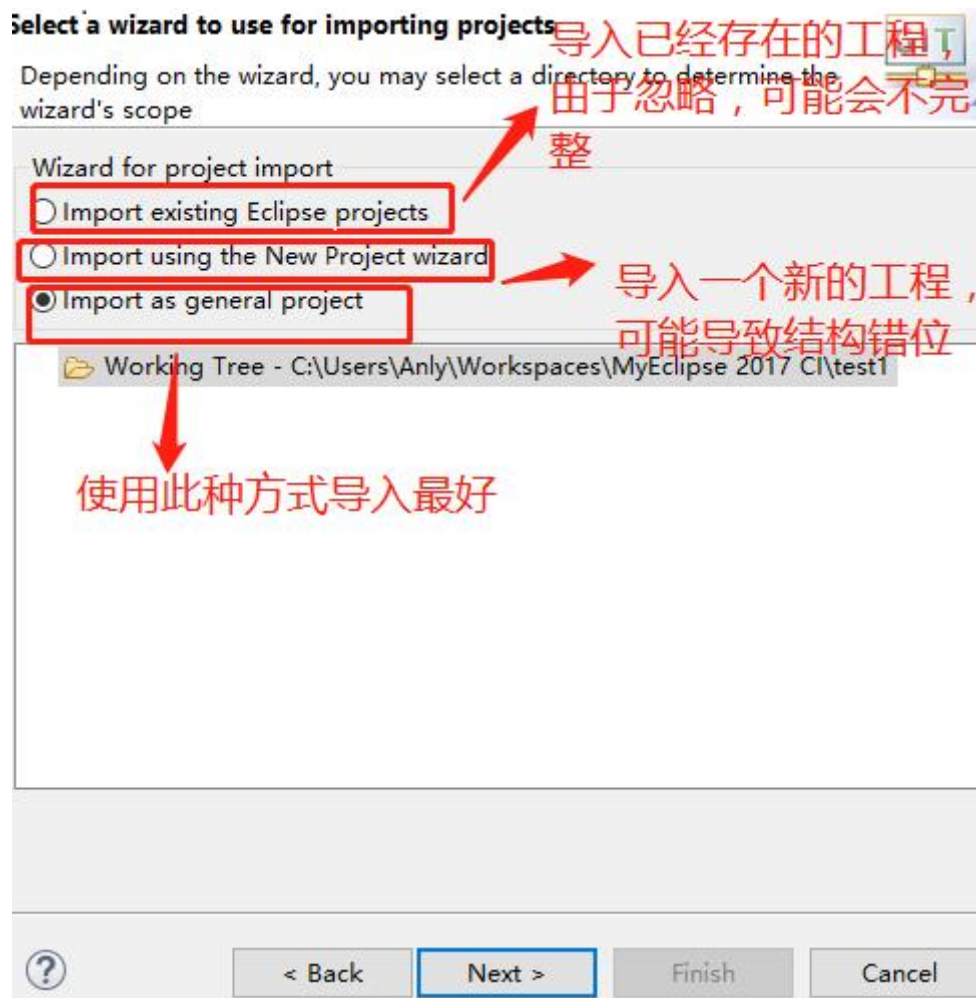 Select a wizard to use for importing projects
导入已经存在的工程，
Depending on the wizard, you may select a directory to determine the
由于忽略，可能会不完
wizard's scope
整
Wizard for project import
Import existing Eclipse projects
Import using the New Project wizard
导入一个新的工程，
Import as general project
可能导致结构错位
Working Tree - C:\Users\Anly\Workspaces\MyEclipse 2017 CI\test1
使用此种方式导入最好
< Back
Next >
Finish
Cancel